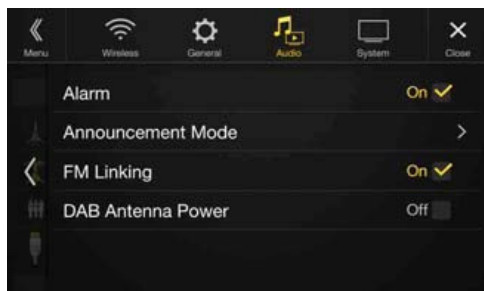 Menu
Wireless
General
Audio
System
Close
Alarm On
Announcement Mode
FM Linking On
DAB Antenna Power Off